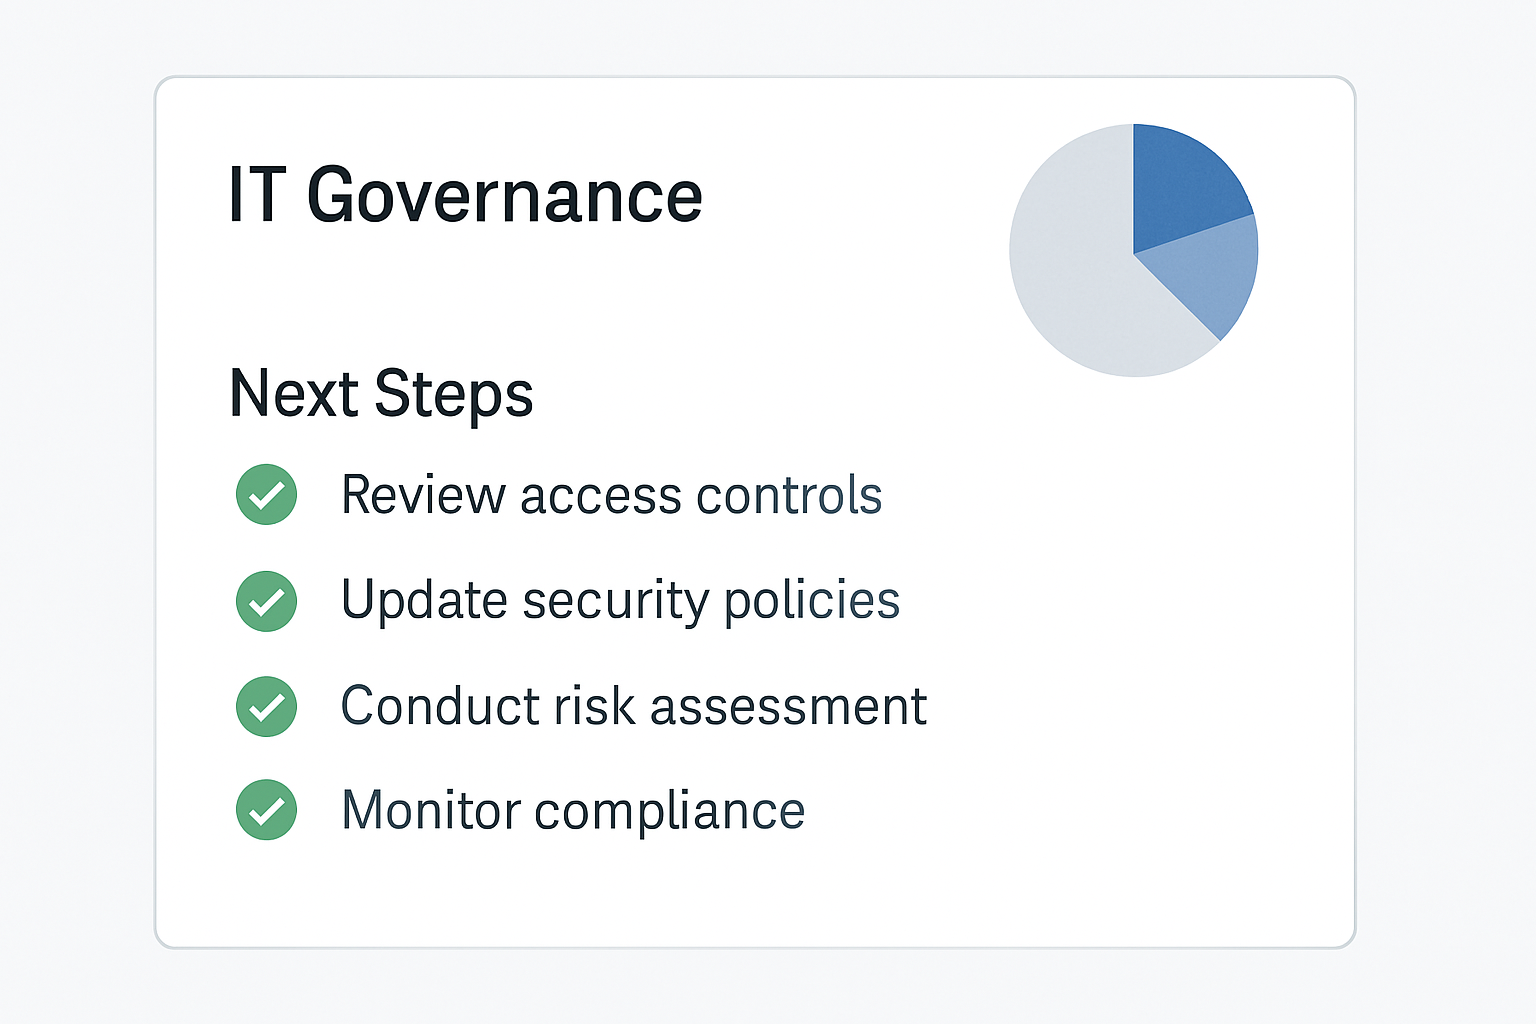 IT Governance
Next Steps
Review access controls
Update security policies
Conduct risk assessment
Monitor compliance